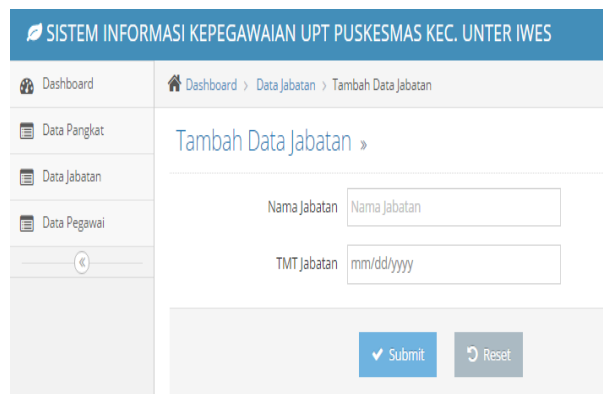 SISTEM INFORMASI KEPEGAWAIAN UPT PUSKESMAS KEC. UNTER IWES
Dashboard
Data Pangkat
Data Jabatan
Data Pegawai
Dashboard > Data Jabatan > Tambah Data Jabatan
Tambah Data Jabatan »
Nama Jabatan Nama Jabatan
TMT Jabatan mm/dd/yyyy
Submit Reset